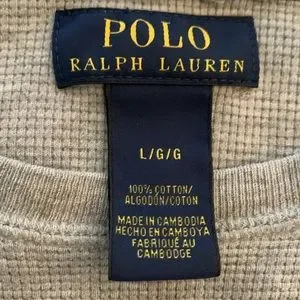 POLO
RALPH LAUREN
L/G/G
100% COTTON/
ALGODÓN/COTON
MADE IN CAMBODIA
HECHO EN CAMBOYA
FABRIQUÉ AU
CAMBODGE